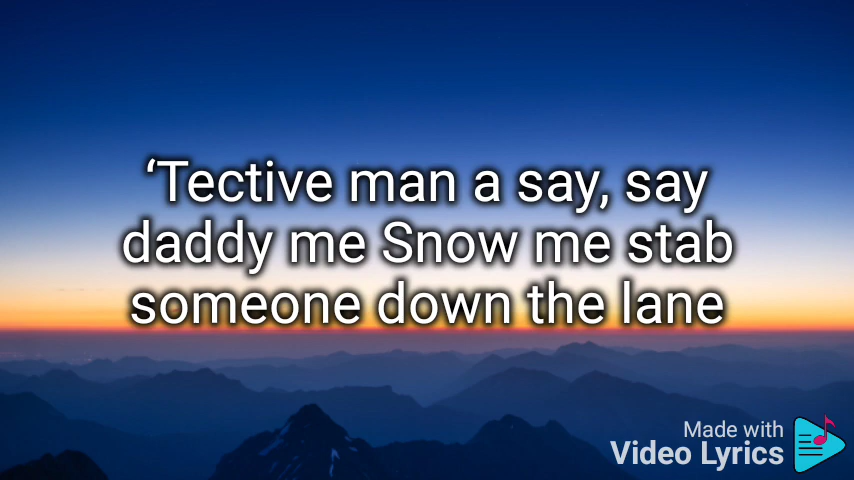 ‘Tective man a say, say
daddy me Snow me stab
someone down the lane
Made with
Video Lyrics